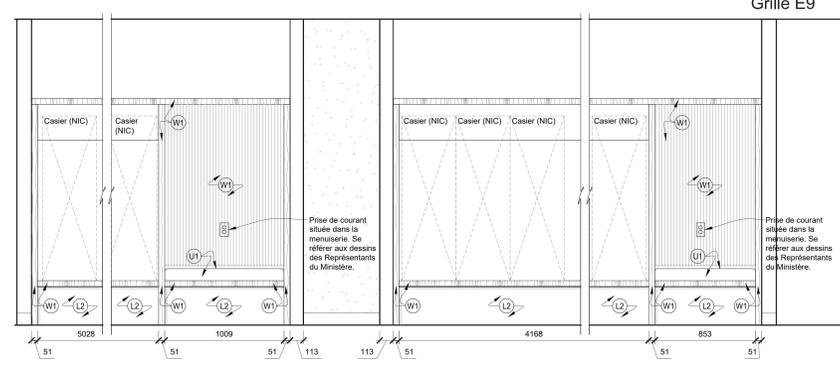 Grille E9
Casier (NIC)
Casier
(NIC)
W1
W1
U1
Prise de courant
située dans la
menuiserie. Se
référer aux dessins
des Représentants
du Ministère.
Casier (NIC)
Casier (NIC)
Casier (NIC)
Casier (NIC)
W1
W1
U1
Prise de courant
située dans la
menuiserie. Se
référer aux dessins
des Représentants
du Ministère.
W1
L2
L2
W1
L2
W1
W1
L2
L2
W1
L2
W1
5028
1009
4168
853
51
51
51
113
113
51
51
51